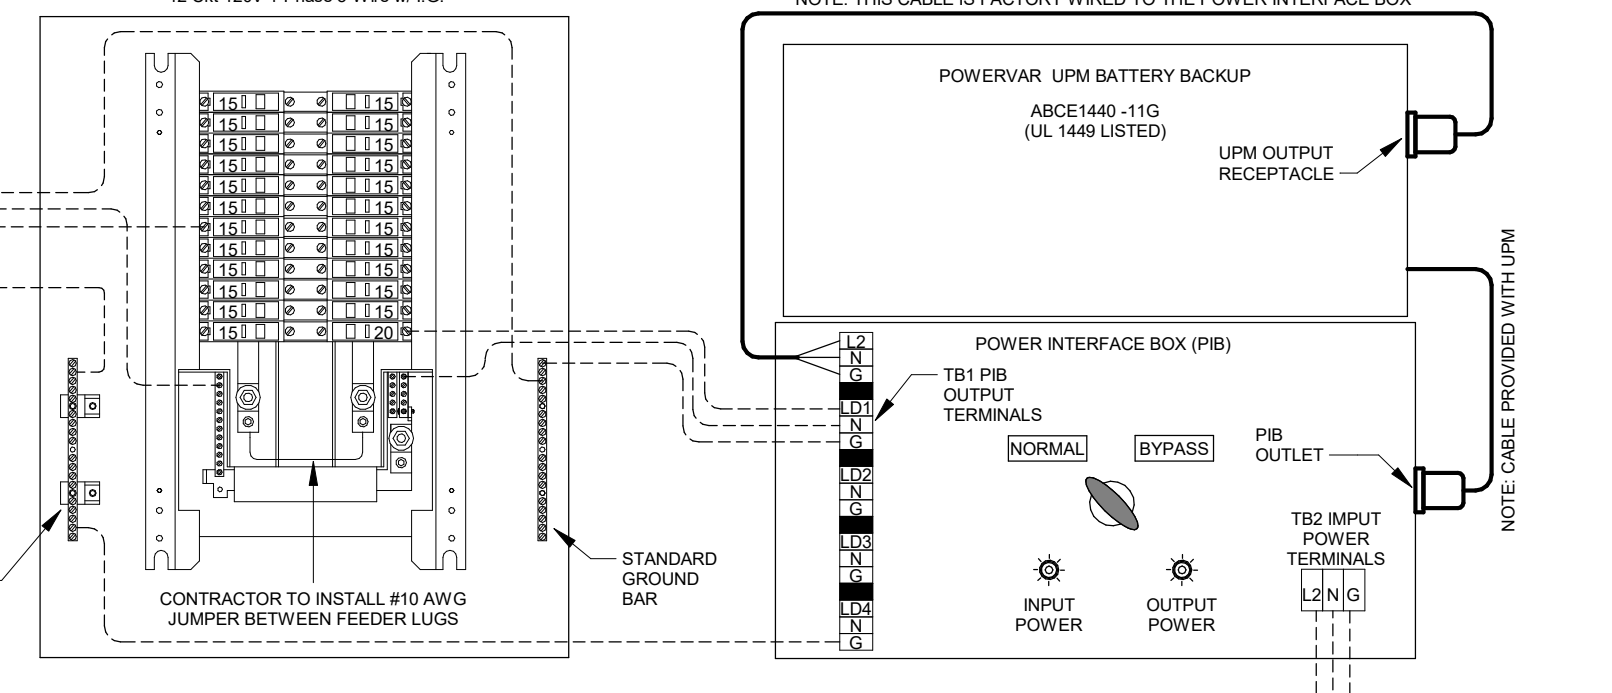 NOTE: THIS CABLE IS FACTORY WIRED TO THE POWER INTERFACE BOX
15 15
15 15
15 15
15 15
15 15
15 15
15 15
15 15
15 15
15 15
15 15
15 20
CONTRACTOR TO INSTALL #10 AWG
JUMPER BETWEEN FEEDER LUGS
STANDARD
GROUND
BAR
POWERVAR UPM BATTERY BACKUP
ABCE1440 -11G
(UL 1449 LISTED)
UPM OUTPUT
RECEPTACLE
NOTE: CABLE PROVIDED WITH UPM
POWER INTERFACE BOX (PIB)
L2
N
G
LD1
N
G
LD2
N
G
LD3
N
G
LD4
N
G
TB1 PIB
OUTPUT
TERMINALS
NORMAL
BYPASS
PIB
OUTLET
INPUT
POWER
OUTPUT
POWER
TB2 IMPUT
POWER
TERMINALS
L2 N G